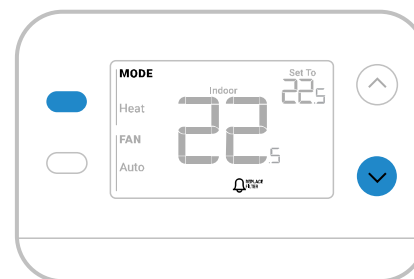 MODE
Heat
FAN
Auto
Indoor
22.5
Set To
22.5
REPLACE
FILTER